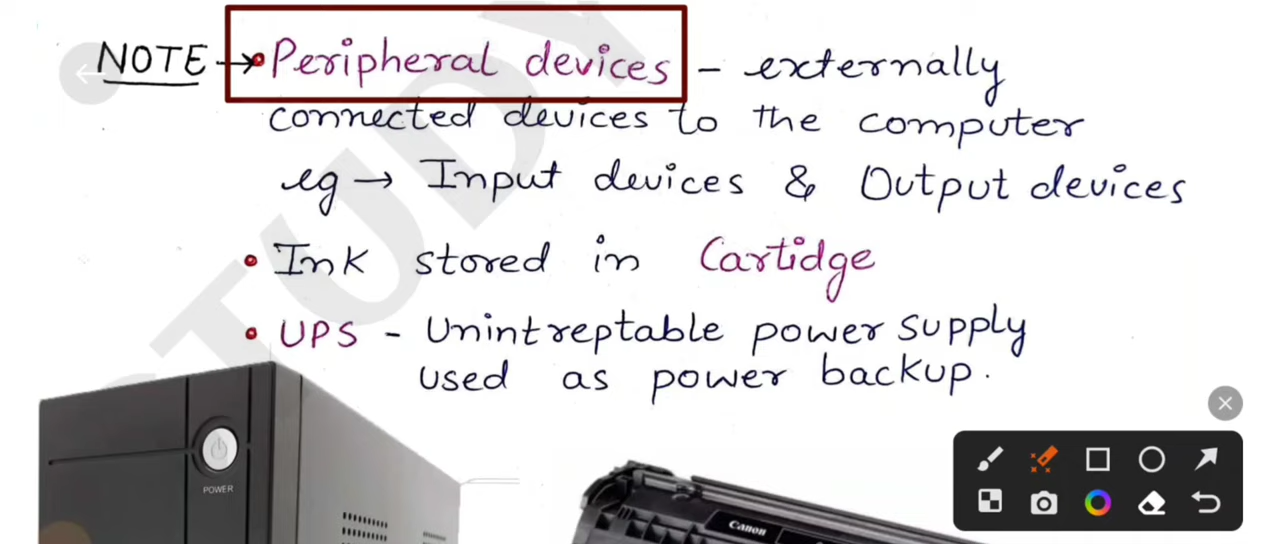 NOTE → • Peripheral devices - externally
connected devices to the computer
eg → Input devices & Output devices
• Ink stored in Cartidge
• UPS - Unintreptable power supply
used as power backup.
POWER
Canon
STUDY